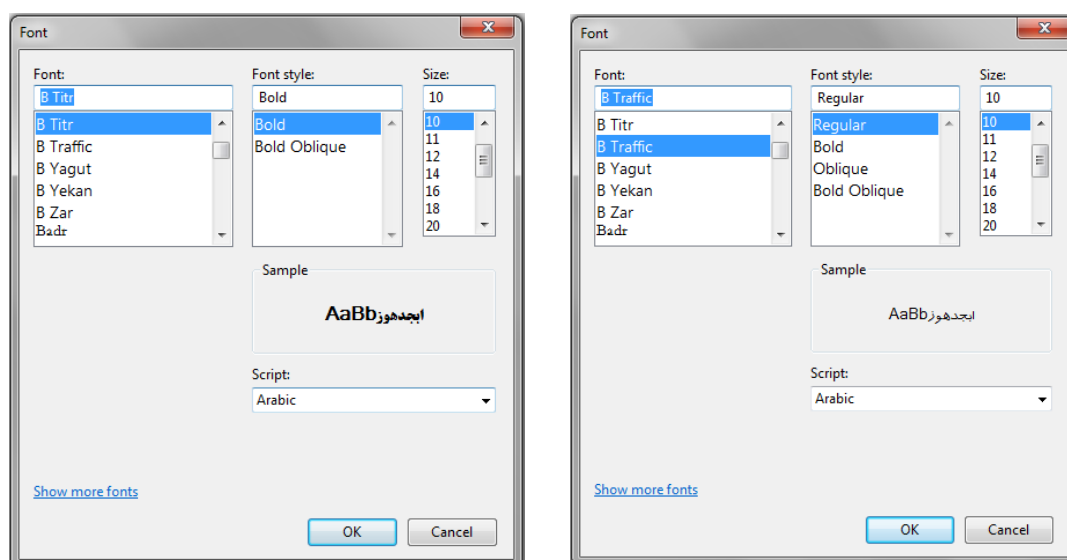 Font
Font:
Font style:
Size:
B Titr
Bold
10
B Titr
B Traffic
B Yagut
B Yekan
B Zar
Badr
Bold
Bold Oblique
10
11
12
14
16
18
20
Sample
AaBbابجدهوز
Script:
Arabic
Show more fonts
OK
Cancel
Font
Font:
Font style:
Size:
B Traffic
Regular
10
B Titr
B Traffic
B Yagut
B Yekan
B Zar
Badr
Regular
Bold
Oblique
Bold Oblique
10
11
12
14
16
18
20
Sample
AaBbابجدهوز
Script:
Arabic
Show more fonts
OK
Cancel